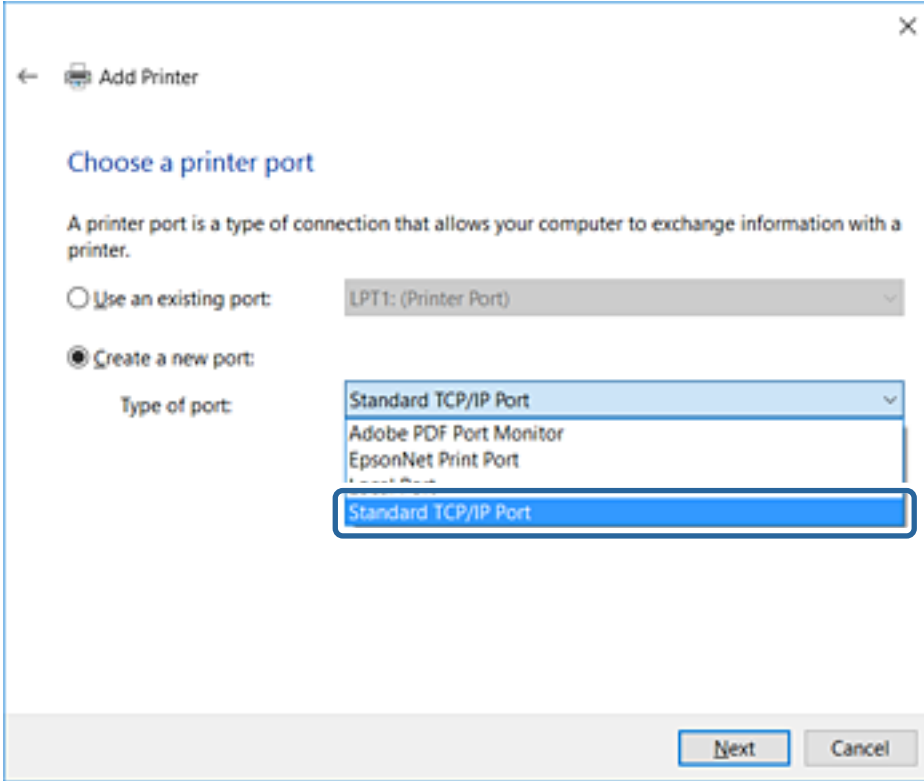 Add Printer
Choose a printer port
A printer port is a type of connection that allows your computer to exchange information with a
printer.
Use an existing port:
LPT1: (Printer Port)
Create a new port:
Type of port:
Standard TCP/IP Port
Adobe PDF Port Monitor
EpsonNet Print Port
Local Port
Standard TCP/IP Port
Next
Cancel